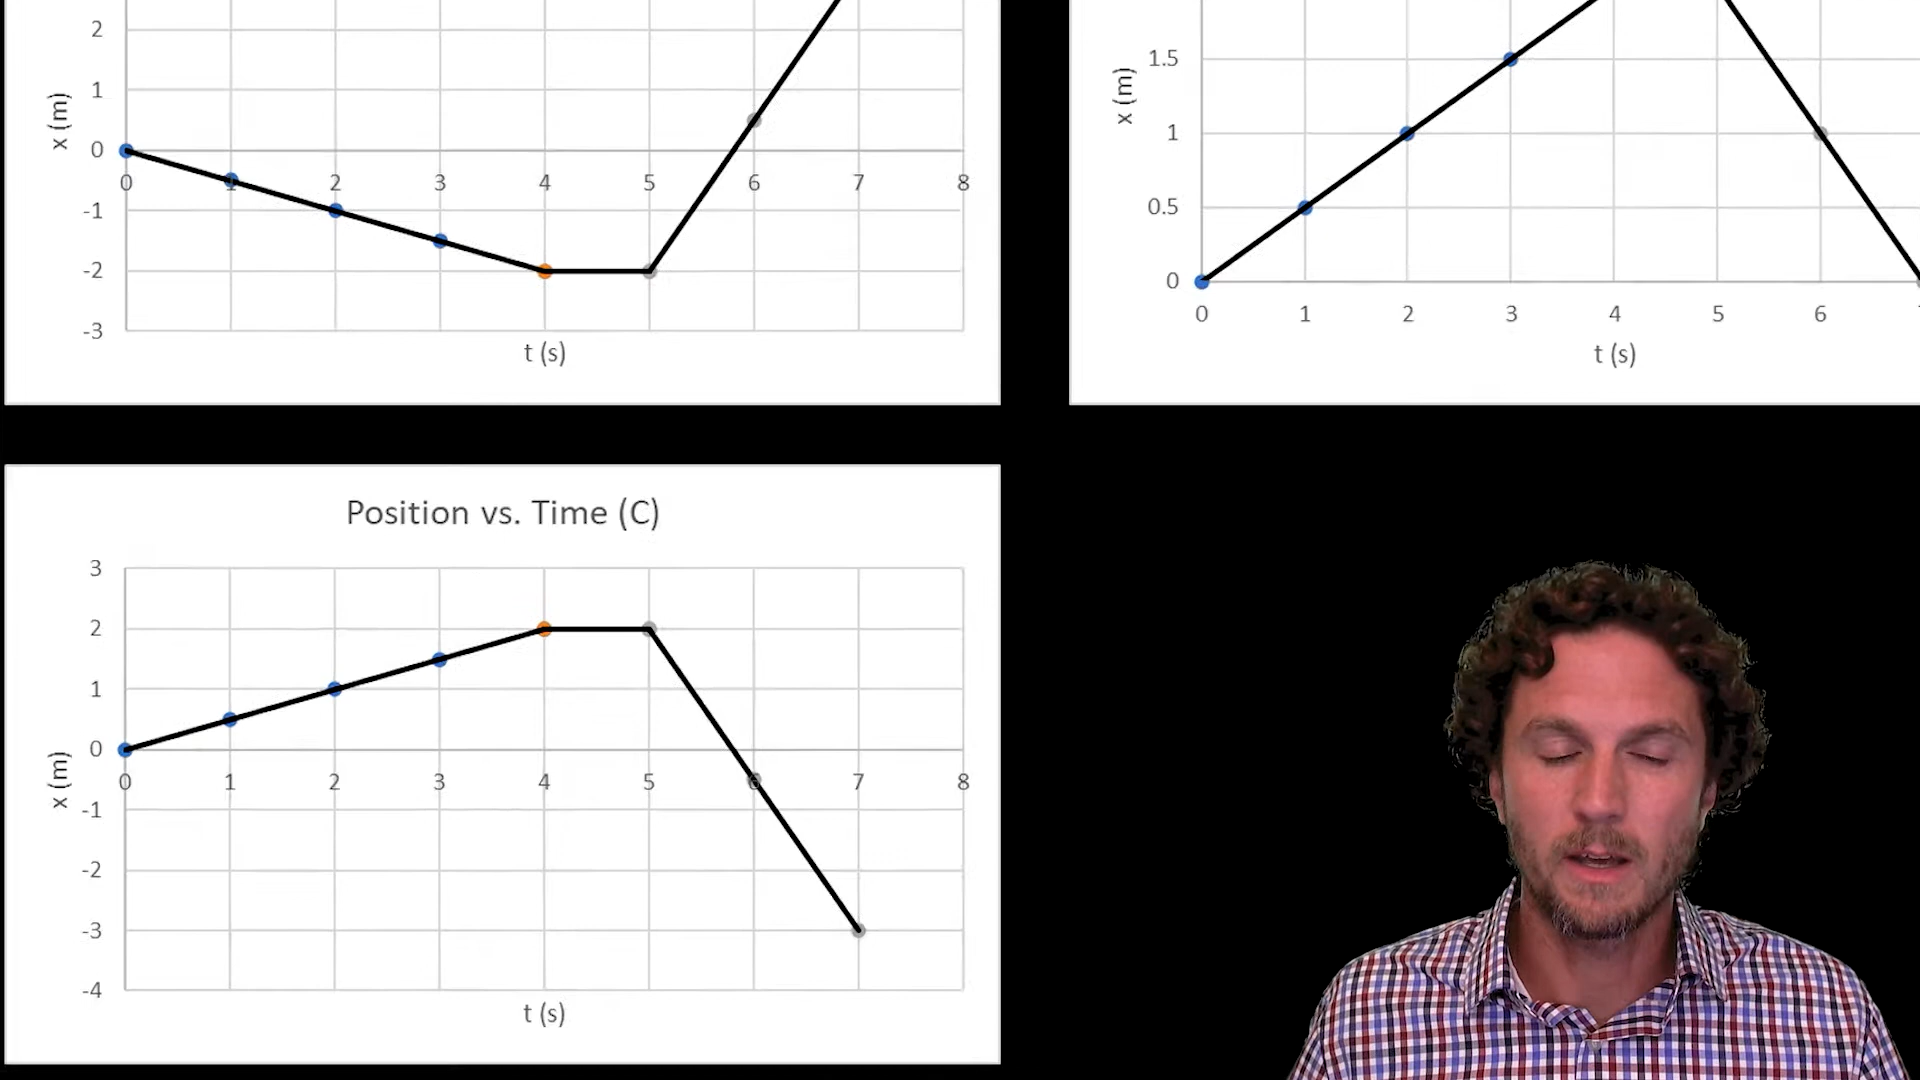 2
1
0
-1
-2
-3
x (m)
0 1 2 3 4 5 6 7 8
t (s)
1.5
1
0.5
0
x (m)
0 1 2 3 4 5 6
t (s)
Position vs. Time (C)
3
2
1
0
-1
-2
-3
-4
x (m)
0 1 2 3 4 5 6 7 8
t (s)